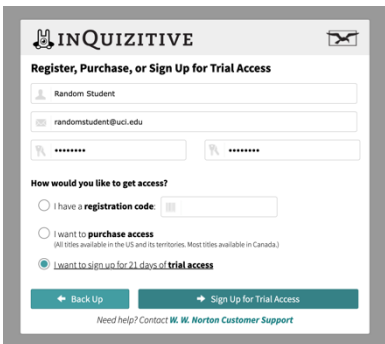 INQUIZITIVE
Register, Purchase, or Sign Up for Trial Access
Random Student
randomstudent@uci.edu
•••••••• ••••••••
How would you like to get access?
I have a registration code:
I want to purchase access
(All titles available in the US and its territories. Most titles available in Canada.)
I want to sign up for 21 days of trial access
Back Up Sign Up for Trial Access
Need help? Contact W. W. Norton Customer Support